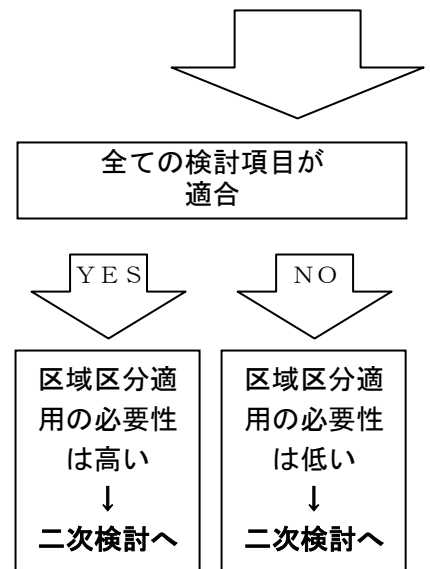 全ての検討項目が
適合
ＹＥＳ
ＮＯ
区域区分適
用の必要性
は高い
↓
二次検討へ
区域区分適
用の必要性
は低い
↓
二次検討へ